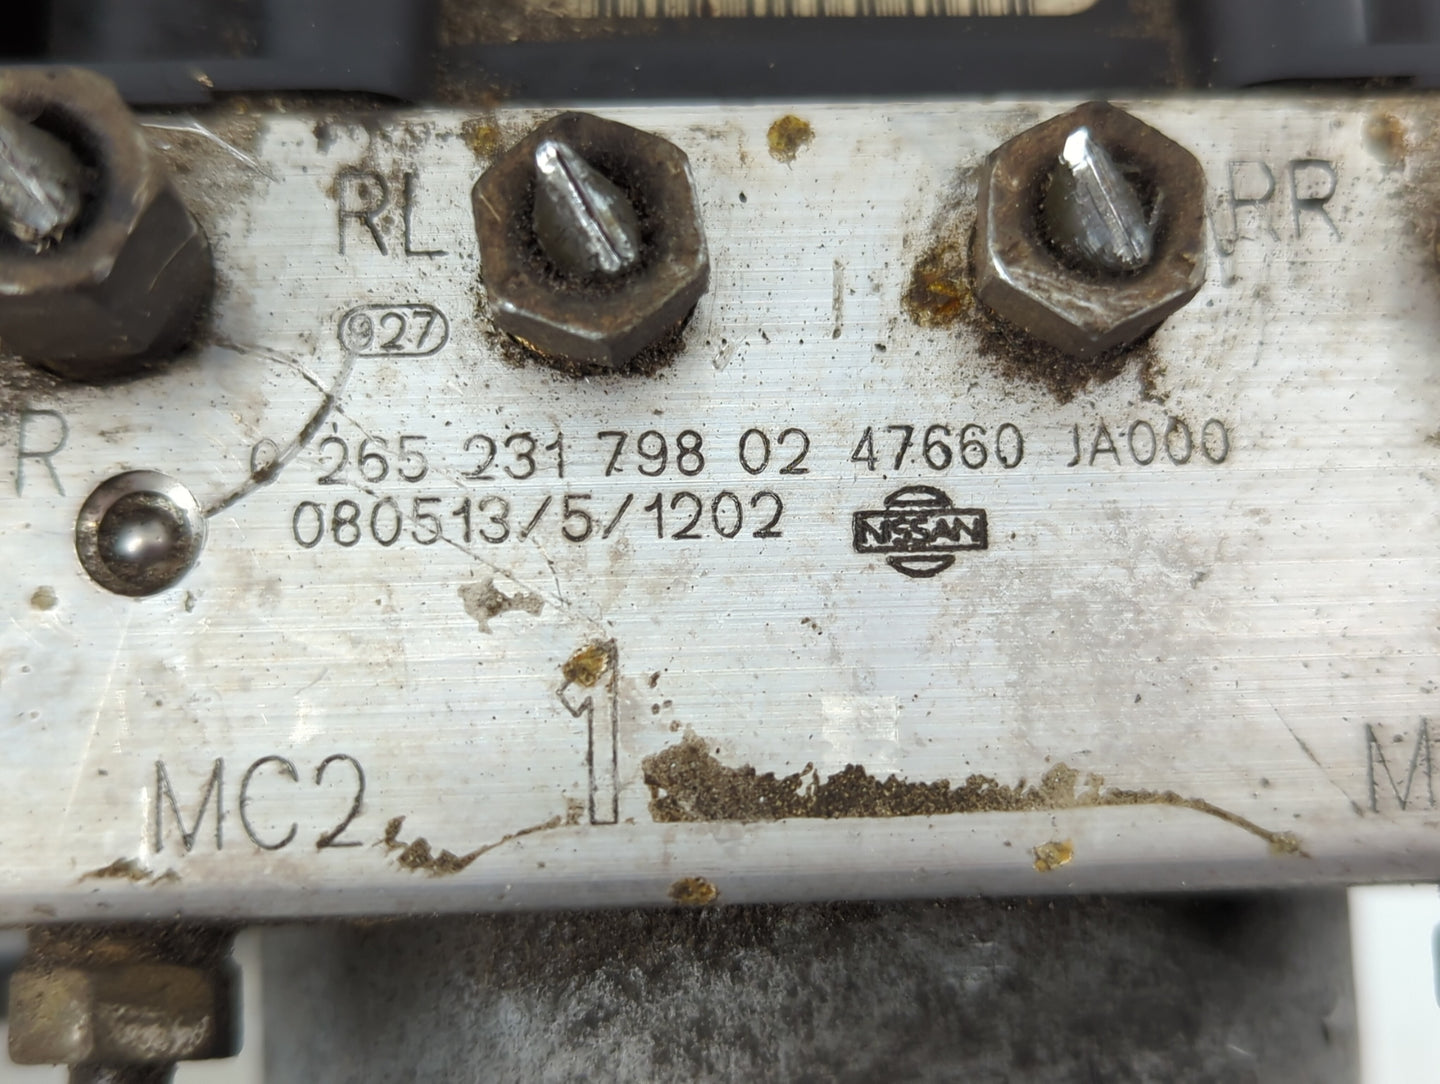 RL
RR
927
R
0 265 231 798 02 47660 JA000
080513/5/1202
NISSAN
1
MC2
M